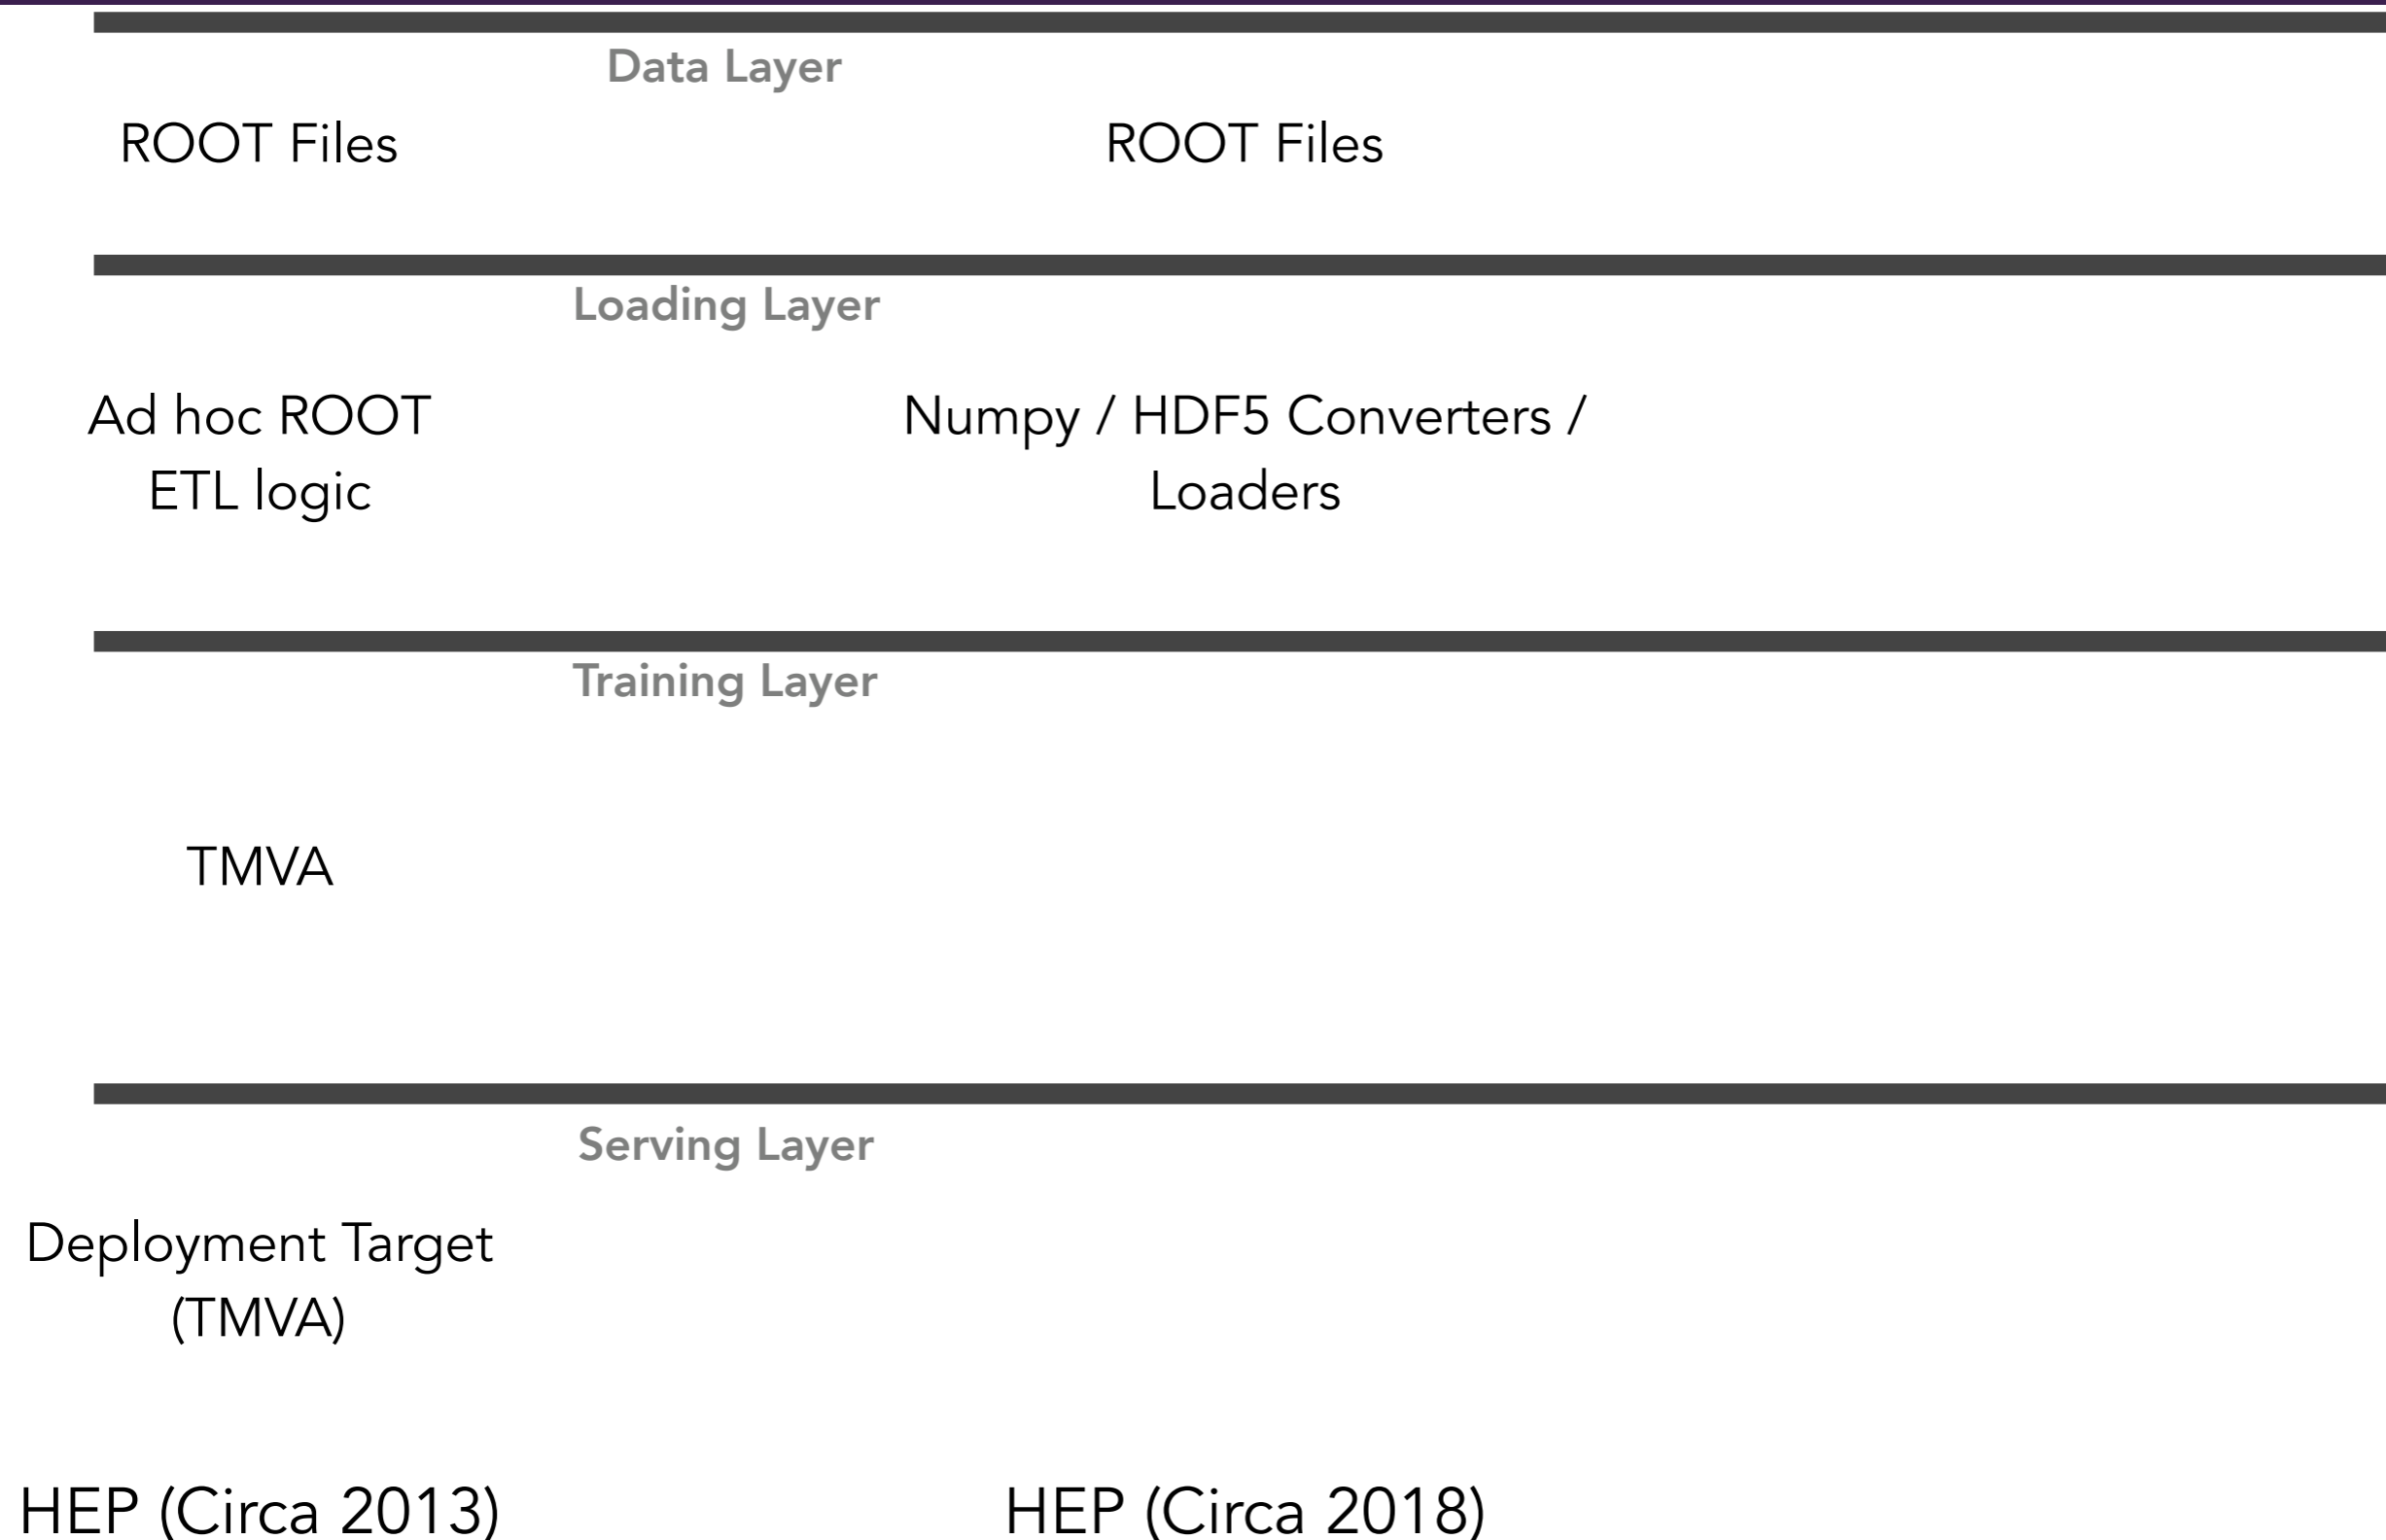 Data Layer
ROOT Files
ROOT Files
Loading Layer
Ad hoc ROOT
ETL logic
Numpy / HDF5 Converters /
Loaders
Training Layer
TMVA
Serving Layer
Deployment Target
(TMVA)
HEP (Circa 2013)
HEP (Circa 2018)